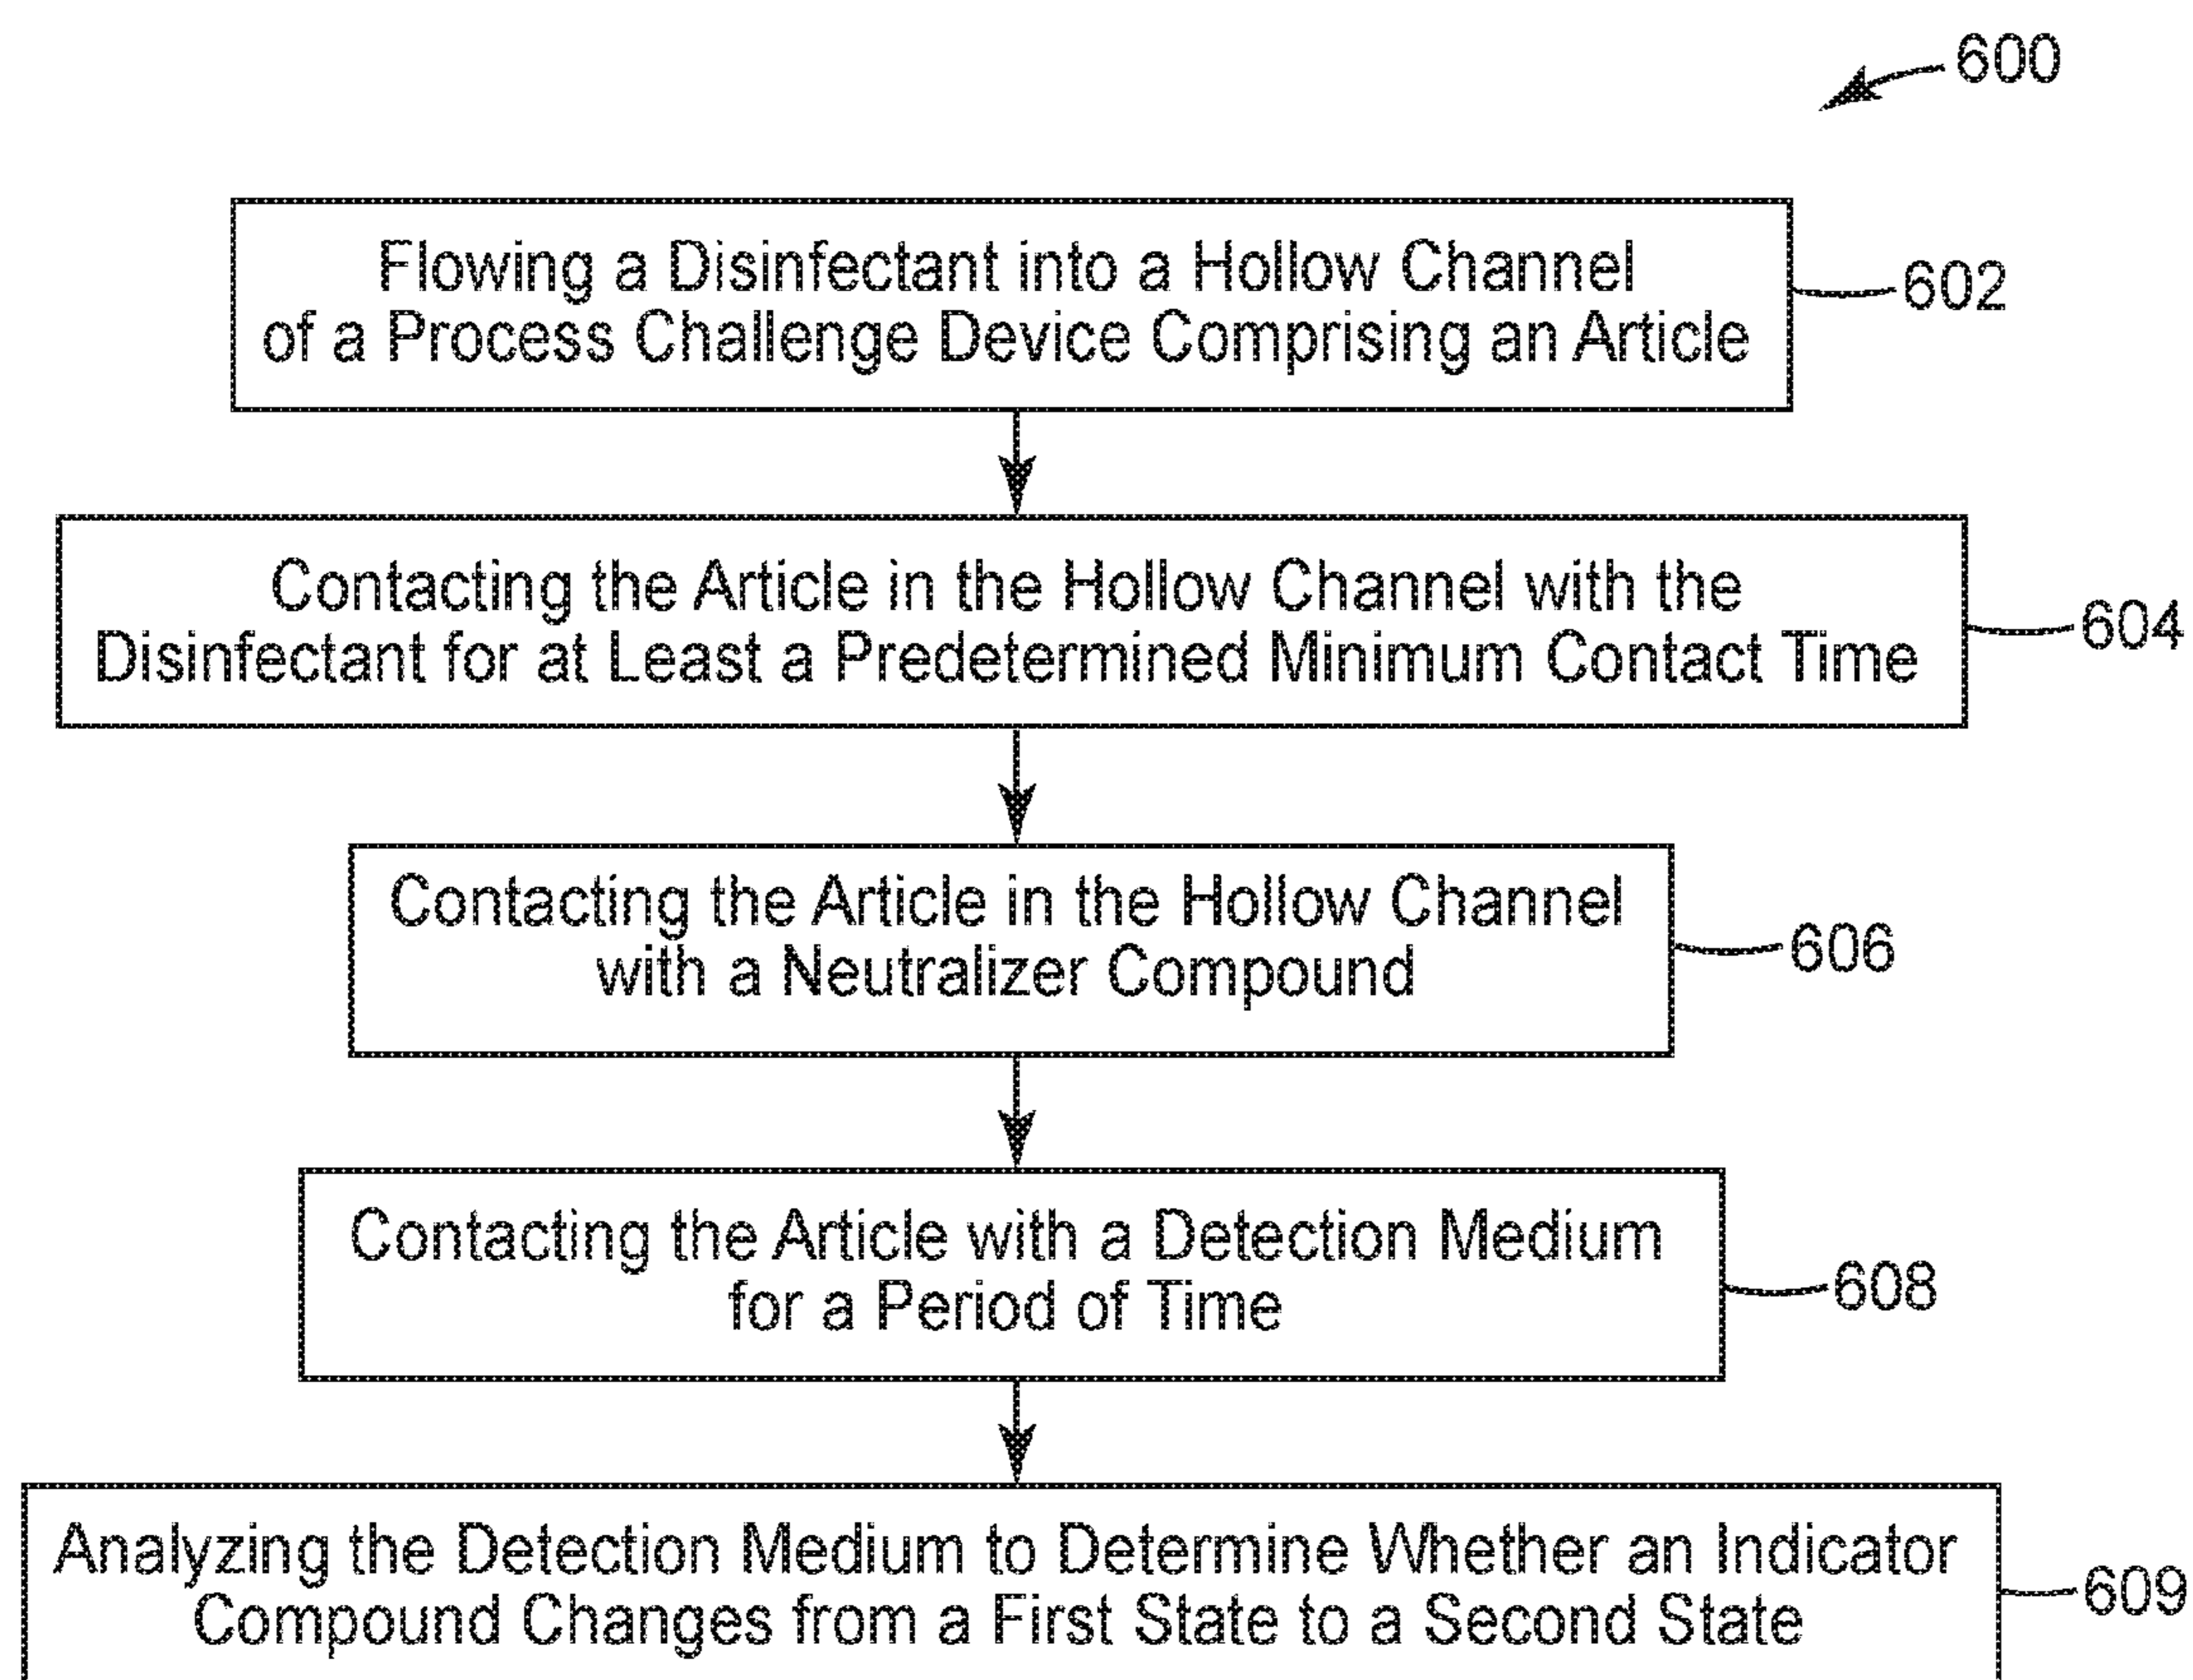 600
Flowing a Disinfectant into a Hollow Channel
of a Process Challenge Device Comprising an Article
602
Contacting the Article in the Hollow Channel with the
Disinfectant for at Least a Predetermined Minimum Contact Time
604
Contacting the Article in the Hollow Channel
with a Neutralizer Compound
606
Contacting the Article with a Detection Medium
for a Period of Time
608
Analyzing the Detection Medium to Determine Whether an Indicator
Compound Changes from a First State to a Second State
609